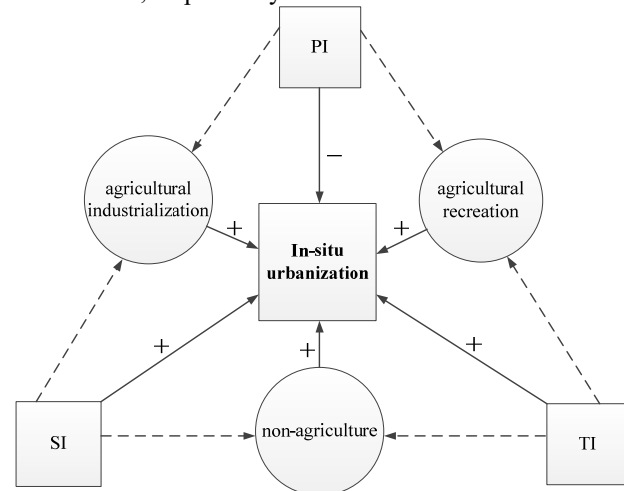 PI
agricultural
industrialization
agricultural
recreation
−
+
+
In-situ
urbanization
+
+
+
SI
non-agriculture
TI